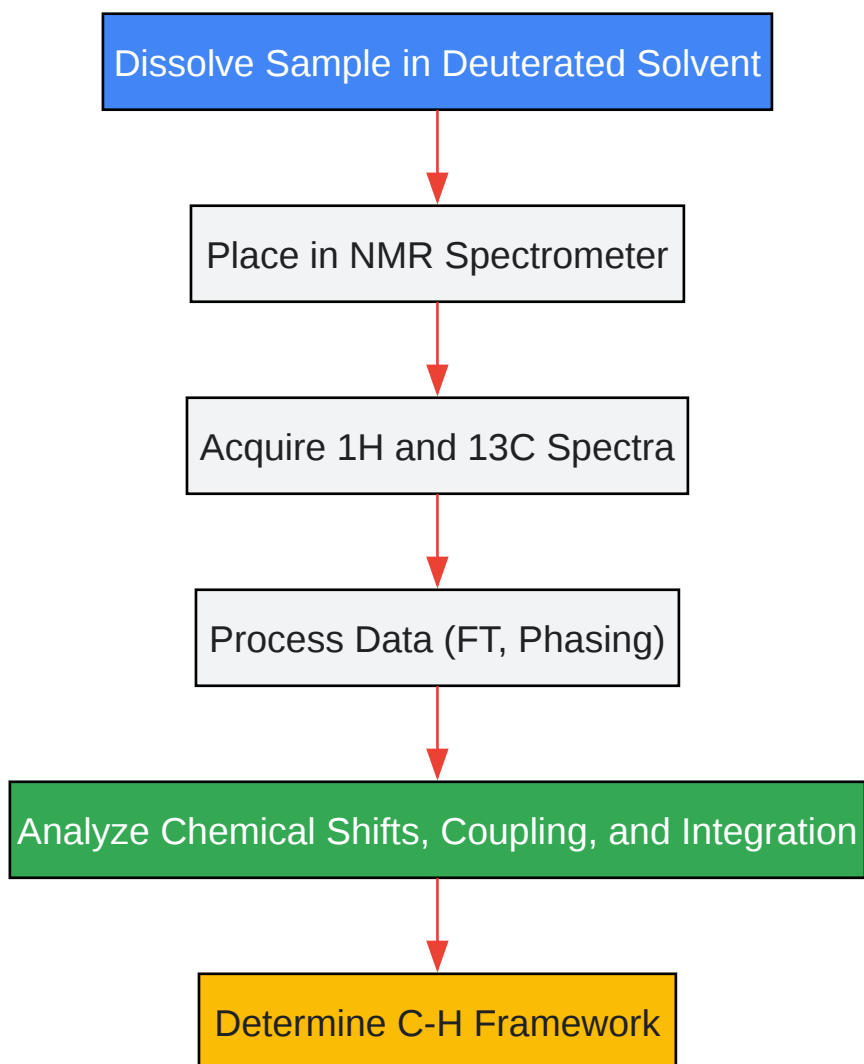 Dissolve Sample in Deuterated Solvent
Place in NMR Spectrometer
Acquire 1H and 13C Spectra
Process Data (FT, Phasing)
Analyze Chemical Shifts, Coupling, and Integration
Determine C-H Framework